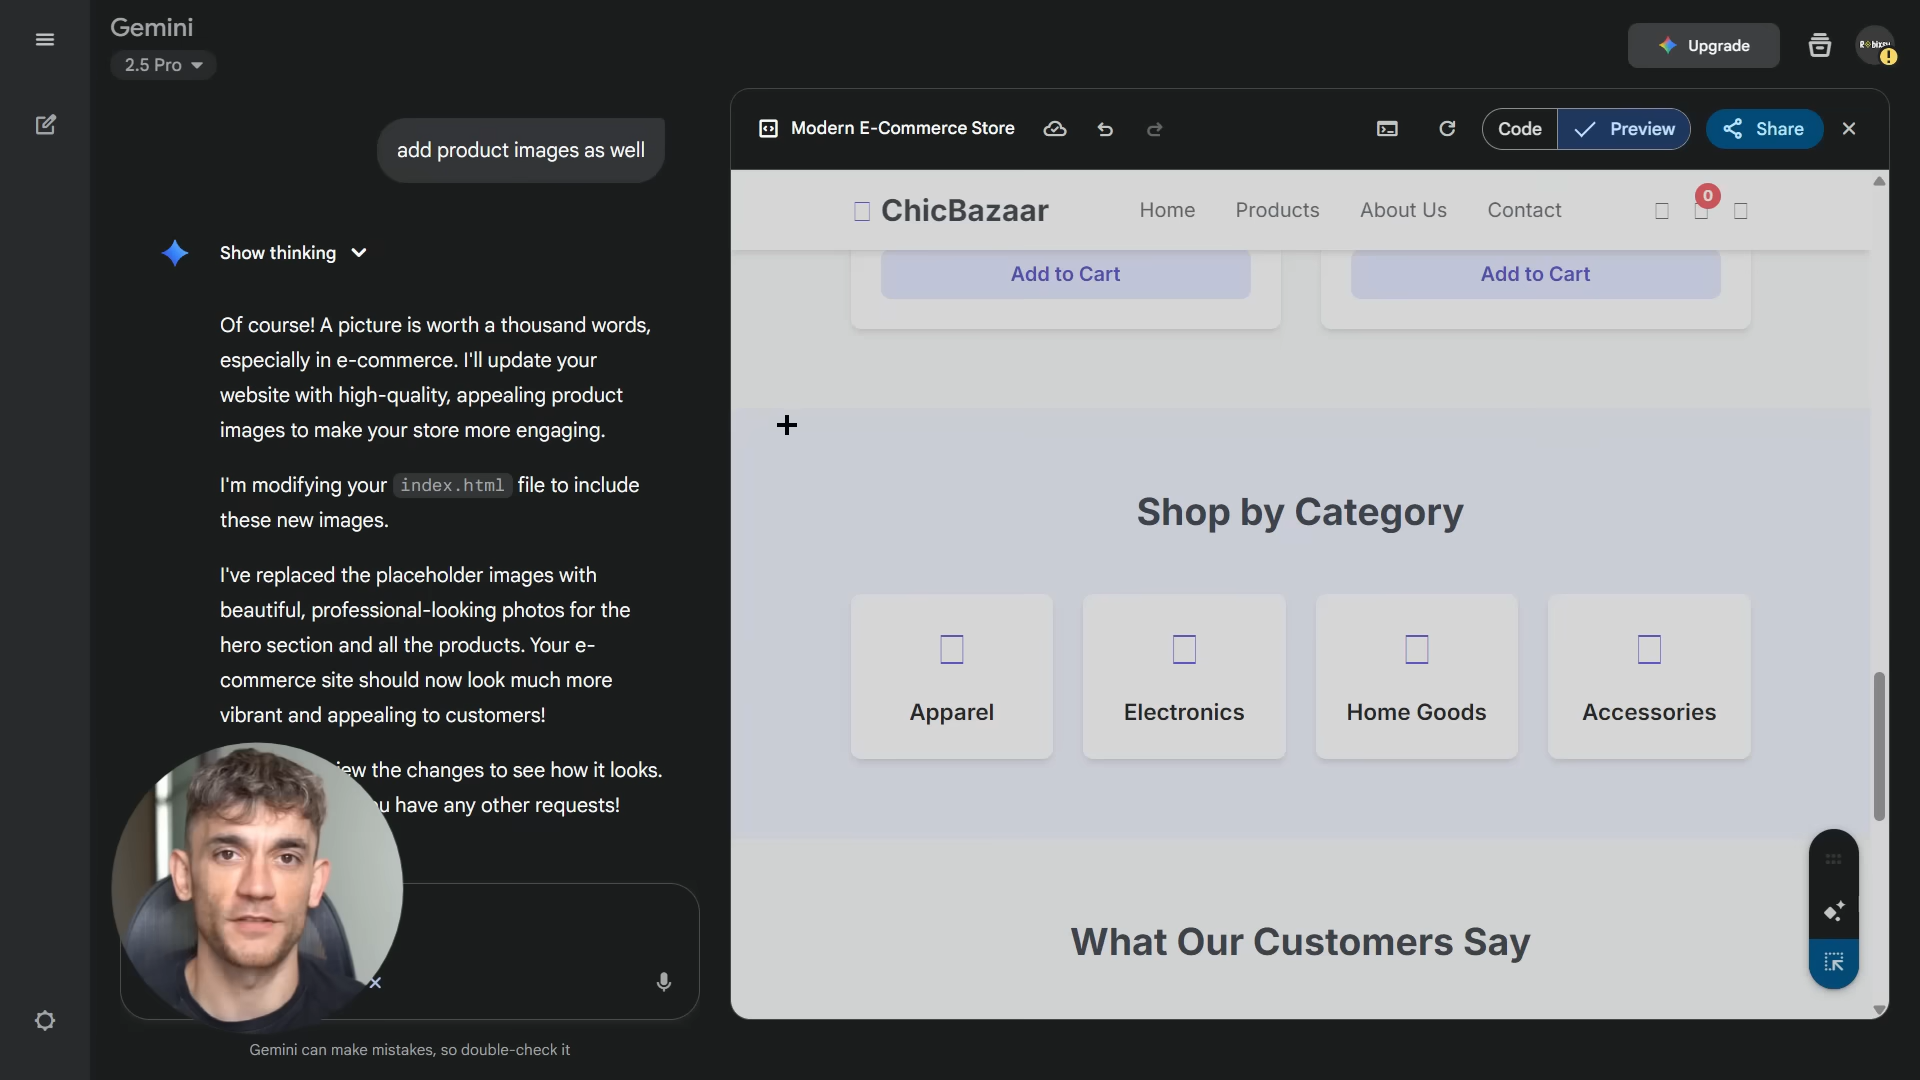 Gemini
2.5 Pro
Upgrade
add product images as well
Show thinking
Of course! A picture is worth a thousand words,
especially in e-commerce. I'll update your
website with high-quality, appealing product
images to make your store more engaging.
I'm modifying your index.html file to include
these new images.
I've replaced the placeholder images with
beautiful, professional-looking photos for the
hero section and all the products. Your e-
commerce site should now look much more
vibrant and appealing to customers!
the changes to see how it looks.
have any other requests!
Gemini can make mistakes, so double-check it
Modern E-Commerce Store
Code
Preview
Share
ChicBazaar
Home
Products
About Us
Contact
0
Add to Cart
Add to Cart
Shop by Category
Apparel
Electronics
Home Goods
Accessories
What Our Customers Say